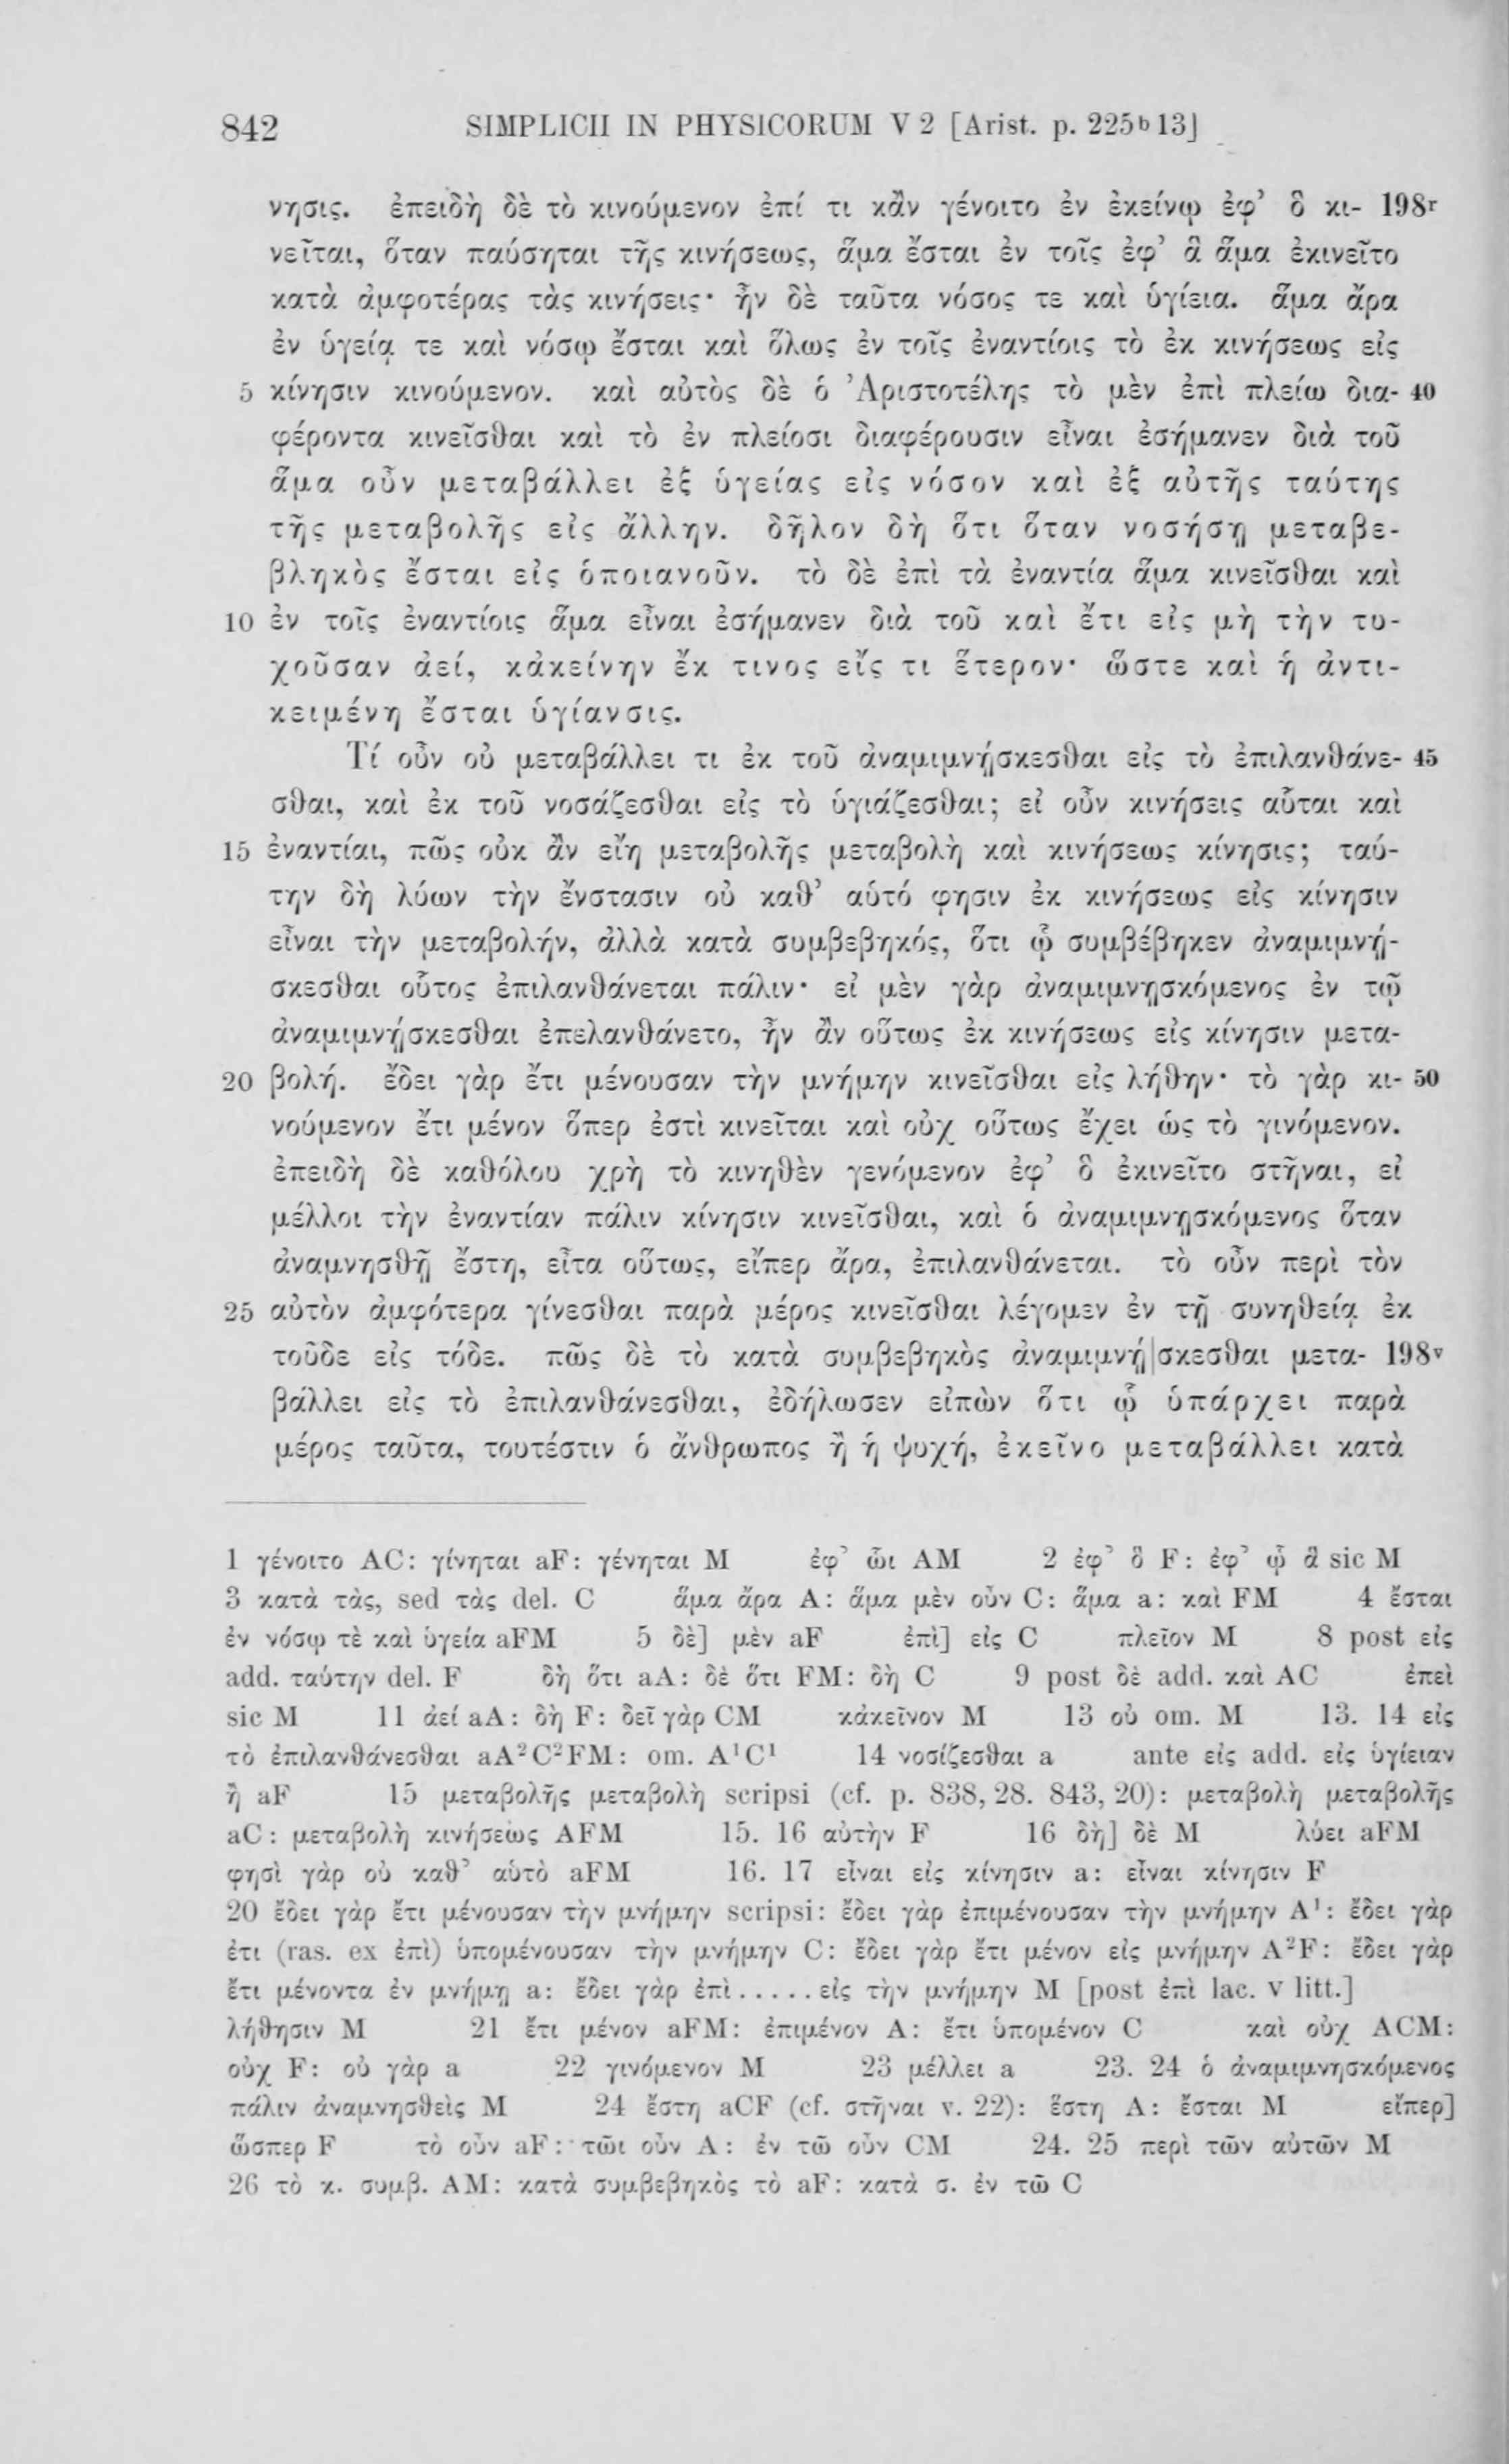 842 SIMPLICII IN PHYSICORUM V 2 [Arist. p. 225ᵇ13]
νησις. ἐπειδὴ δὲ τὸ κινούμενον ἐπί τι κἂν γένοιτο ἐν ἐκείνῳ ἐφ’ ὃ κι- 198ʳ
νεῖται, ὅταν παύσηται τῆς κινήσεως, ἅμα ἔσται ἐν τοῖς ἐφ’ ἃ ἅμα ἐκινεῖτο
κατὰ ἀμφοτέρας τὰς κινήσεις· ἦν δὲ ταῦτα νόσος τε καὶ ὑγίεια. ἅμα ἄρα
ἐν ὑγείᾳ τε καὶ νόσῳ ἔσται καὶ ὅλως ἐν τοῖς ἐναντίοις τὸ ἐκ κινήσεως εἰς
5 κίνησιν κινούμενον. καὶ αὐτὸς δὲ ὁ Ἀριστοτέλης τὸ μὲν ἐπὶ πλείω δια- 40
φέροντα κινεῖσθαι καὶ τὸ ἐν πλείοσι διαφέρουσιν εἶναι ἐσήμανεν διὰ τοῦ
ἅμα οὖν μεταβάλλει ἐξ ὑγείας εἰς νόσον καὶ ἐξ αὐτῆς ταύτης
τῆς μεταβολῆς εἰς ἄλλην. δῆλον δὴ ὅτι ὅταν νοσήσῃ μεταβε-
βληκὸς ἔσται εἰς ὁποιανοῦν. τὸ δὲ ἐπὶ τὰ ἐναντία ἅμα κινεῖσθαι καὶ
10 ἐν τοῖς ἐναντίοις ἅμα εἶναι ἐσήμανεν διὰ τοῦ καὶ ἔτι εἰς μὴ τὴν τυ-
χοῦσαν ἀεί, κἀκείνην ἔκ τινος εἴς τι ἕτερον· ὥστε καὶ ἡ ἀντι-
κειμένη ἔσται ὑγίανσις.
Τί οὖν οὐ μεταβάλλει τι ἐκ τοῦ ἀναμιμνῄσκεσθαι εἰς τὸ ἐπιλανθάνε- 45
σθαι, καὶ ἐκ τοῦ νοσάζεσθαι εἰς τὸ ὑγιάζεσθαι; εἰ οὖν κινήσεις αὗται καὶ
15 ἐναντίαι, πῶς οὐκ ἂν εἴη μεταβολῆς μεταβολὴ καὶ κινήσεως κίνησις; ταύ-
την δὴ λύων τὴν ἔνστασιν οὐ καθ’ αὑτό φησιν ἐκ κινήσεως εἰς κίνησιν
εἶναι τὴν μεταβολήν, ἀλλὰ κατὰ συμβεβηκός, ὅτι ᾧ συμβέβηκεν ἀναμιμνῄ-
σκεσθαι οὗτος ἐπιλανθάνεται πάλιν· εἰ μὲν γὰρ ἀναμιμνῃσκόμενος ἐν τῷ
ἀναμιμνῄσκεσθαι ἐπελανθάνετο, ἦν ἂν οὕτως ἐκ κινήσεως εἰς κίνησιν μετα-
20 βολή. ἔδει γὰρ ἔτι μένουσαν τὴν μνήμην κινεῖσθαι εἰς λήθην· τὸ γὰρ κι- 50
νούμενον ἔτι μένον ὅπερ ἐστὶ κινεῖται καὶ οὐχ οὕτως ἔχει ὡς τὸ γινόμενον.
ἐπειδὴ δὲ καθόλου χρὴ τὸ κινηθὲν γενόμενον ἐφ’ ὃ ἐκινεῖτο στῆναι, εἰ
μέλλοι τὴν ἐναντίαν πάλιν κίνησιν κινεῖσθαι, καὶ ὁ ἀναμιμνῃσκόμενος ὅταν
ἀναμνησθῇ ἔστη, εἶτα οὕτως, εἴπερ ἄρα, ἐπιλανθάνεται. τὸ οὖν περὶ τὸν
25 αὐτὸν ἀμφότερα γίνεσθαι παρὰ μέρος κινεῖσθαι λέγομεν ἐν τῇ συνηθείᾳ ἐκ
τοῦδε εἰς τόδε. πῶς δὲ τὸ κατὰ συμβεβηκὸς ἀναμιμνῄ|σκεσθαι μετα- 198ᵛ
βάλλει εἰς τὸ ἐπιλανθάνεσθαι, ἐδήλωσεν εἰπὼν ὅτι ᾧ ὑπάρχει παρὰ
μέρος ταῦτα, τουτέστιν ὁ ἄνθρωπος ἢ ἡ ψυχή, ἐκεῖνο μεταβάλλει κατὰ
1 γένοιτο AC: γίνηται aF: γένηται M ἐφ’ ὧι AM 2 ἐφ’ ὃ F: ἐφ’ ᾧ ἃ sic M
3 κατὰ τὰς, sed τὰς del. C ἅμα ἄρα A: ἅμα μὲν οὖν C: ἅμα a: καὶ FM 4 ἔσται
ἐν νόσῳ τὲ καὶ ὑγεία aFM 5 δὲ] μὲν aF ἐπὶ] εἰς C πλεῖον M 8 post εἰς
add. ταύτην del. F δὴ ὅτι aA: δὲ ὅτι FM: δὴ C 9 post δὲ add. καὶ AC ἐπεὶ
sic M 11 ἀεί aA: δὴ F: δεῖ γὰρ CM κἀκεῖνον M 13 οὐ om. M 13. 14 εἰς
τὸ ἐπιλανθάνεσθαι aA²C²FM: om. A¹C¹ 14 νοσίζεσθαι a ante εἰς add. εἰς ὑγίειαν
ἢ aF 15 μεταβολῆς μεταβολὴ scripsi (cf. p. 838, 28. 843, 20): μεταβολὴ μεταβολῆς
aC: μεταβολὴ κινήσεως AFM 15. 16 αὐτὴν F 16 δὴ] δὲ M λύει aFM
φησὶ γὰρ οὐ καθ’ αὑτὸ aFM 16. 17 εἶναι εἰς κίνησιν a: εἶναι κίνησιν F
20 ἔδει γὰρ ἔτι μένουσαν τὴν μνήμην scripsi: ἔδει γὰρ ἐπιμένουσαν τὴν μνήμην A¹: ἔδει γὰρ
ἐτι (ras. ex ἐπὶ) ὑπομένουσαν τὴν μνήμην C: ἔδει γὰρ ἔτι μένον εἰς μνήμην A²F: ἔδει γὰρ
ἔτι μένοντα ἐν μνήμῃ a: ἔδει γὰρ ἐπὶ.....εἰς τὴν μνήμην M [post ἐπὶ lac. v litt.]
λήθησιν M 21 ἔτι μένον aFM: ἐπιμένον A: ἔτι ὑπομένον C καὶ οὐχ ACM:
οὐχ F: οὐ γὰρ a 22 γινόμενον M 23 μέλλει a 23. 24 ὁ ἀναμιμνησκόμενος
πάλιν ἀναμνησθεὶς M 24 ἔστη aCF (cf. στῆναι v. 22): ἕστη A: ἔσται M εἴπερ]
ὥσπερ F τὸ οὖν aF: τῶι οὖν A: ἐν τῶ οὖν CM 24. 25 περὶ τῶν αὐτῶν M
26 τὸ κ. συμβ. AM: κατὰ συμβεβηκὸς τὸ aF: κατὰ σ. ἐν τῶ C